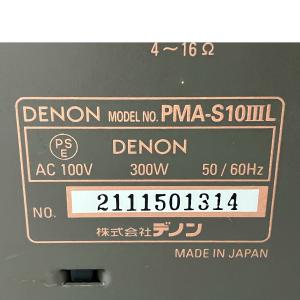 4～16Ω
DENON MODEL NO. PMA-S10IIIL
PS
E
DENON
AC 100V 300W 50/60Hz
NO. 2111501314
株式会社デノン
MADE IN JAPAN